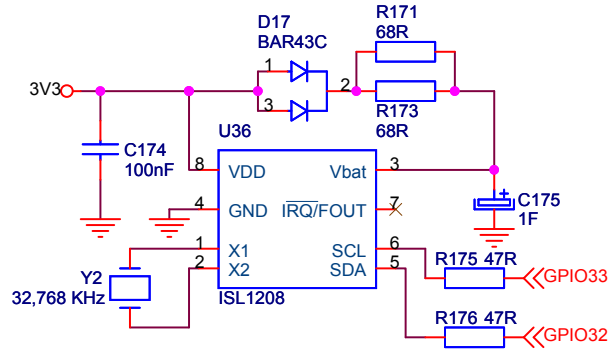 D17
BAR43C
R171
68R
1
3
2
3V3
R173
68R
U36
C174
100nF
8
VDD
Vbat
3
4
GND
IRQ/FOUT
7
C175
1F
+
1
X1
SCL
6
R175 47R
GPIO33
2
X2
SDA
5
Y2
32,768 KHz
ISL1208
R176 47R
GPIO32